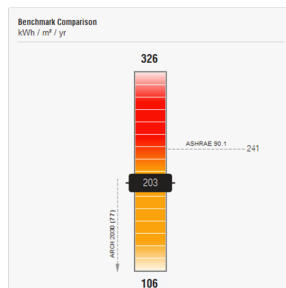 Benchmark Comparison
kWh / m² / yr
326
ASHRAE 90.1
241
203
ARCH 2030 (77)
106